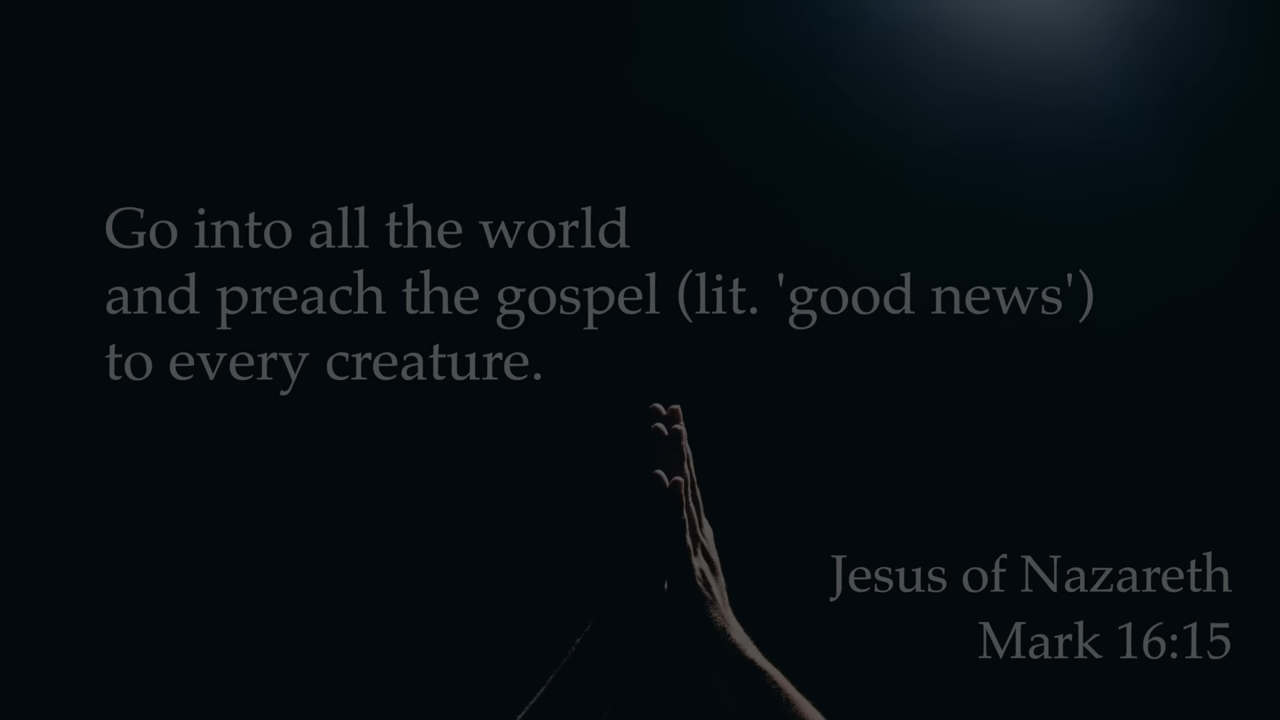 Go into all the world
and preach the gospel (lit. 'good news')
to every creature.
Jesus of Nazareth
Mark 16:15